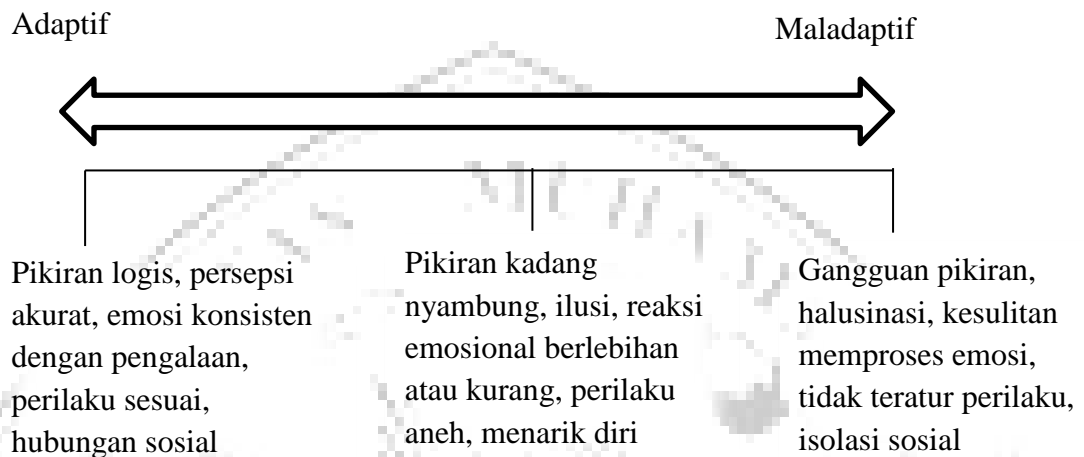 Adaptif
Maladaptif
Pikiran logis, persepsi
akurat, emosi konsisten
dengan pengalaan,
perilaku sesuai,
hubungan sosial
Pikiran kadang
nyambung, ilusi, reaksi
emosional berlebihan
atau kurang, perilaku
aneh, menarik diri
Gangguan pikiran,
halusinasi, kesulitan
memproses emosi,
tidak teratur perilaku,
isolasi sosial